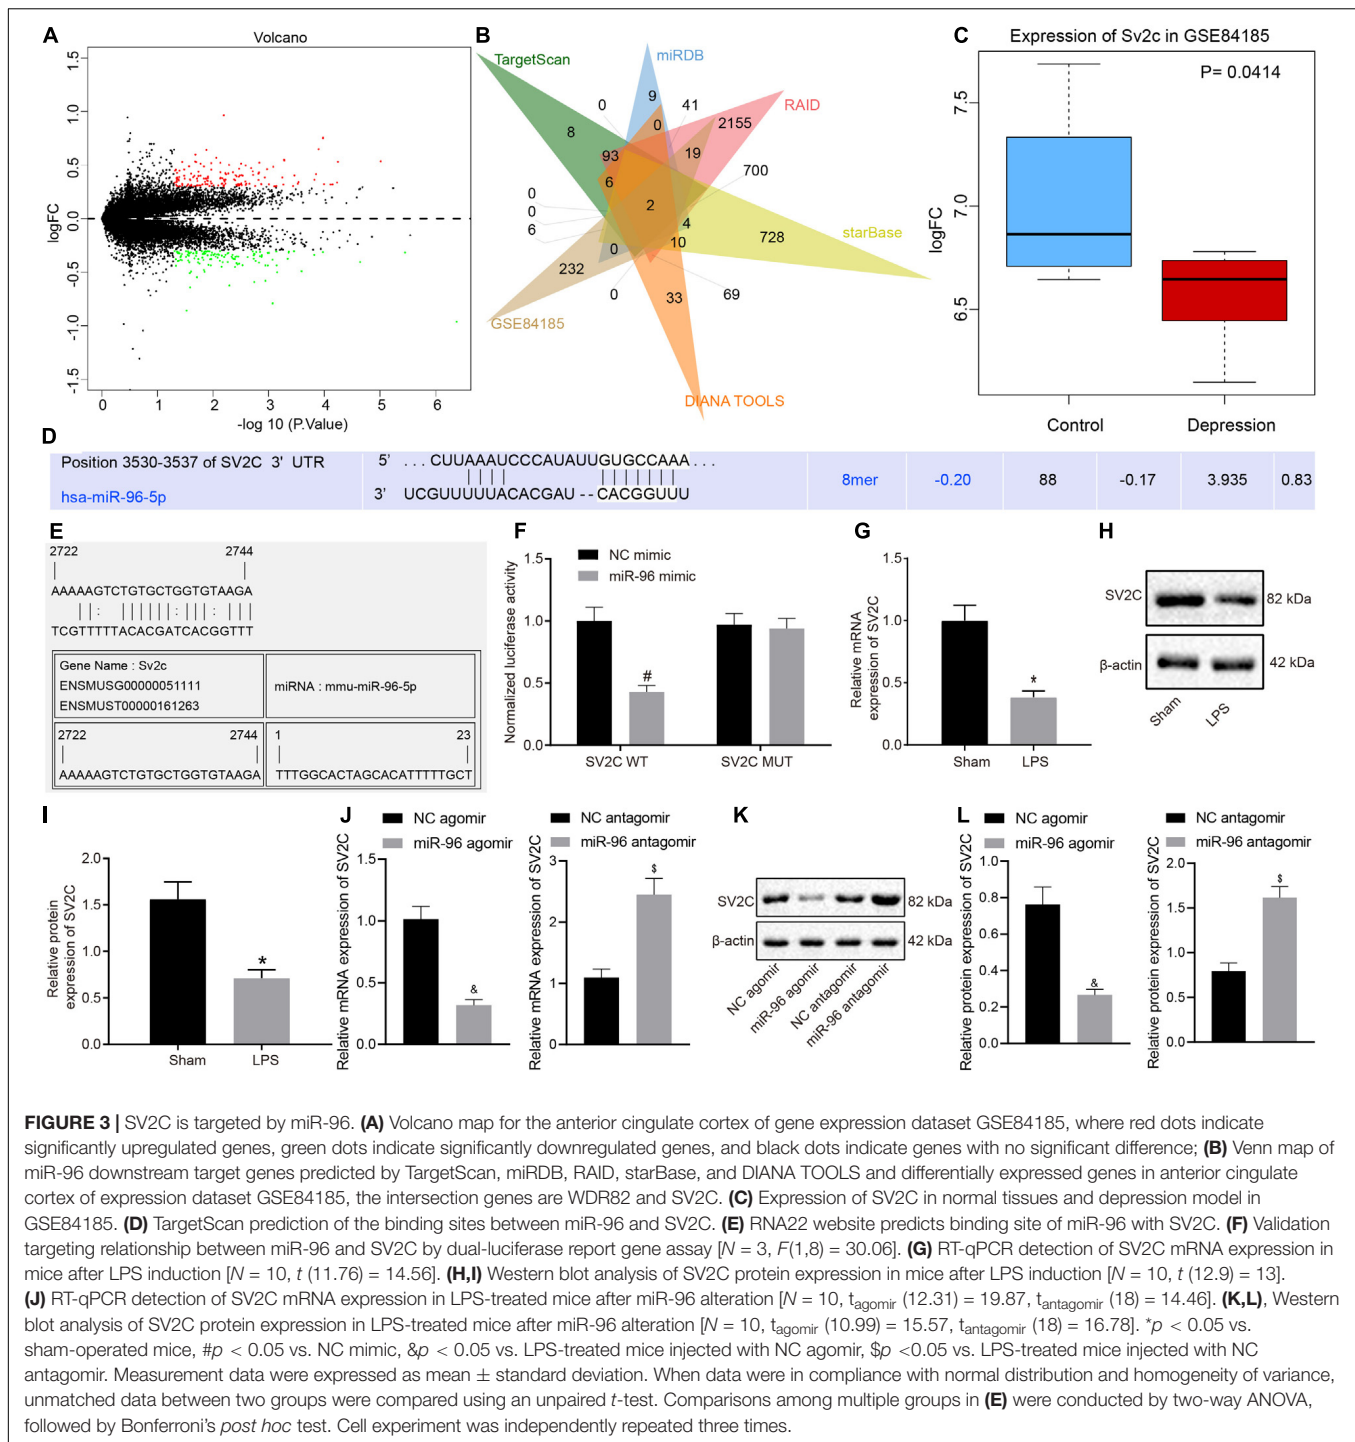 A
Volcano
logFC
1.5
1.0
0.5
0.0
-0.5
-1.0
-1.5
0 1 2 3 4 5 6
-log 10 (P.Value)
B
TargetScan
miRDB
RAID
starBase
DIANA TOOLS
GSE84185
9
0
41
0
2155
8
93
19
700
6
0
2
0
4
6
728
10
0
232
0
33
69
C
Expression of Sv2c in GSE84185
P= 0.0414
logFC
7.5
7.0
6.5
Control Depression
D
Position 3530-3537 of SV2C 3' UTR 5' ... CUUAAAUCCCAUAUUGUGCCAAA...
hsa-miR-96-5p 3' UCGUUUUUACACGAU--CACGGUUU
8mer -0.20 88 -0.17 3.935 0.83
E
2722 2744
AAAAAGTCTGTGCTGGTGTAAGA
TCGTTTTTACACGATCACGGTTT
Gene Name : Sv2c
ENSMUSG00000051111
ENSMUST00000161263
miRNA : mmu-miR-96-5p
2722 2744
AAAAAGTCTGTGCTGGTGTAAGA
1 23
TTTGGCACTAGCACATTTTTGCT
F
NC mimic
miR-96 mimic
Normalized luciferase activity
1.5
1.0
0.5
0.0
#
SV2C WT SV2C MUT
G
Relative mRNA
expression of SV2C
1.5
1.0
0.5
0.0
*
Sham LPS
H
SV2C 82 kDa
β-actin 42 kDa
Sham LPS
I
Relative protein
expression of SV2C
2.0
1.5
1.0
0.5
0.0
*
Sham LPS
J
NC agomir
miR-96 agomir
Relative mRNA expression of SV2C
1.5
1.0
0.5
0.0
&
NC antagomir
miR-96 antagomir
Relative mRNA expression of SV2C
3
2
1
0
$
K
SV2C 82 kDa
β-actin 42 kDa
NC agomir
miR-96 agomir
NC antagomir
miR-96 antagomir
L
NC agomir
miR-96 agomir
Relative protein expression of SV2C
1.0
0.8
0.6
0.4
0.2
0.0
&
NC antagomir
miR-96 antagomir
Relative protein expression of SV2C
2.0
1.5
1.0
0.5
0.0
$
FIGURE 3 | SV2C is targeted by miR-96. (A) Volcano map for the anterior cingulate cortex of gene expression dataset GSE84185, where red dots indicate
significantly upregulated genes, green dots indicate significantly downregulated genes, and black dots indicate genes with no significant difference; (B) Venn map of
miR-96 downstream target genes predicted by TargetScan, miRDB, RAID, starBase, and DIANA TOOLS and differentially expressed genes in anterior cingulate
cortex of expression dataset GSE84185, the intersection genes are WDR82 and SV2C. (C) Expression of SV2C in normal tissues and depression model in
GSE84185. (D) TargetScan prediction of the binding sites between miR-96 and SV2C. (E) RNA22 website predicts binding site of miR-96 with SV2C. (F) Validation
targeting relationship between miR-96 and SV2C by dual-luciferase report gene assay [N = 3, F(1,8) = 30.06]. (G) RT-qPCR detection of SV2C mRNA expression in
mice after LPS induction [N = 10, t (11.76) = 14.56]. (H,I) Western blot analysis of SV2C protein expression in mice after LPS induction [N = 10, t (12.9) = 13].
(J) RT-qPCR detection of SV2C mRNA expression in LPS-treated mice after miR-96 alteration [N = 10, tagomir (12.31) = 19.87, tantagomir (18) = 14.46]. (K,L), Western
blot analysis of SV2C protein expression in LPS-treated mice after miR-96 alteration [N = 10, tagomir (10.99) = 15.57, tantagomir (18) = 16.78]. *p < 0.05 vs.
sham-operated mice, #p < 0.05 vs. NC mimic, &p < 0.05 vs. LPS-treated mice injected with NC agomir, $p <0.05 vs. LPS-treated mice injected with NC
antagomir. Measurement data were expressed as mean ± standard deviation. When data were in compliance with normal distribution and homogeneity of variance,
unmatched data between two groups were compared using an unpaired t-test. Comparisons among multiple groups in (E) were conducted by two-way ANOVA,
followed by Bonferroni's post hoc test. Cell experiment was independently repeated three times.